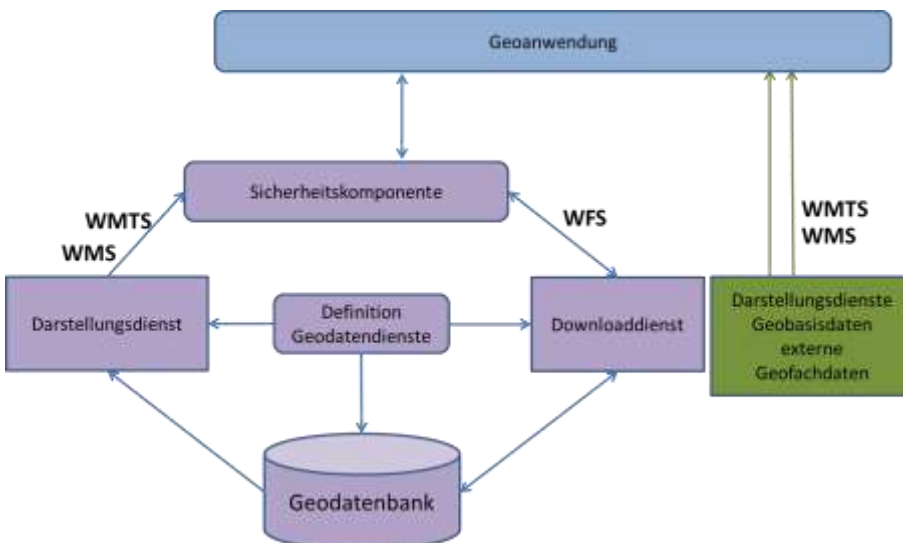 Geoanwendung
Sicherheitskomponente
WMTS
WMS
WFS
WMTS
WMS
Darstellungsdienst
Definition
Geodatendienste
Downloaddienst
Darstellungsdienste
Geobasisdaten
externe
Geofachdaten
Geodatenbank